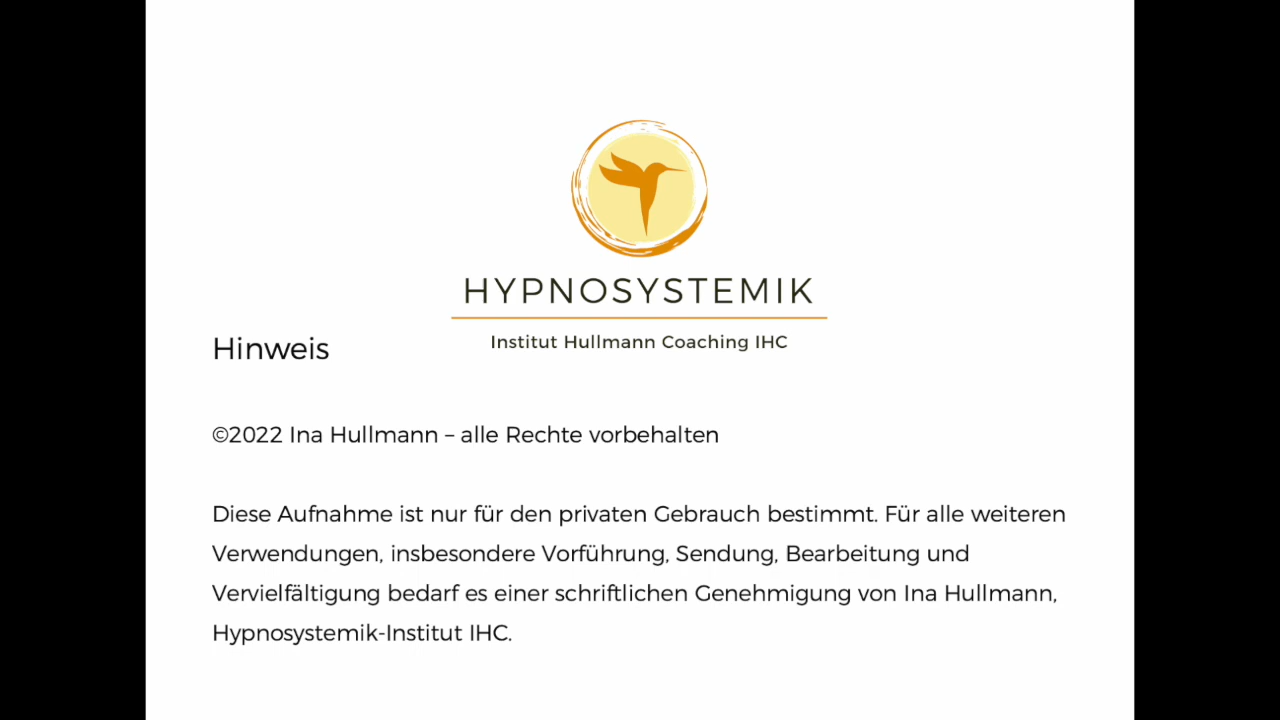 HYPNOSYSTEMIK
Institut Hullmann Coaching IHC
Hinweis
©2022 Ina Hullmann – alle Rechte vorbehalten
Diese Aufnahme ist nur für den privaten Gebrauch bestimmt. Für alle weiteren
Verwendungen, insbesondere Vorführung, Sendung, Bearbeitung und
Vervielfältigung bedarf es einer schriftlichen Genehmigung von Ina Hullmann,
Hypnosystemik-Institut IHC.